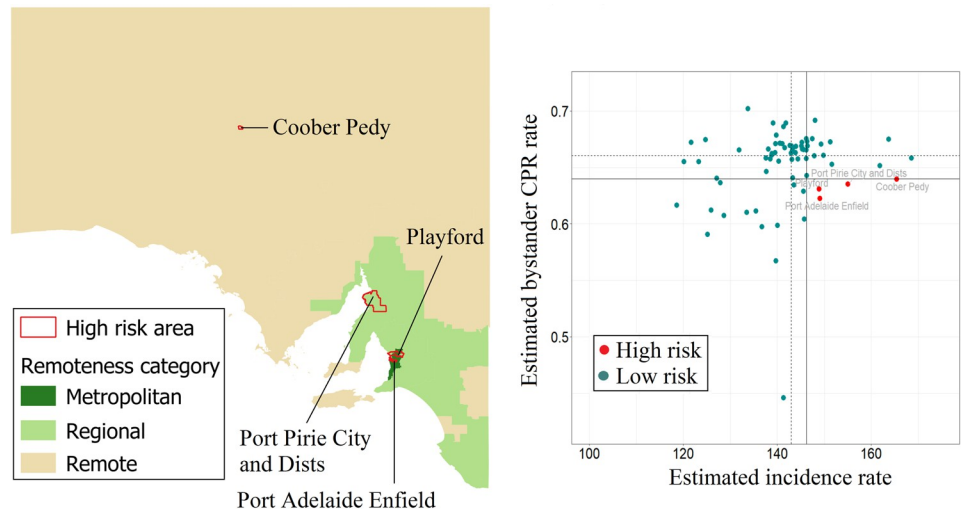 Coober Pedy
Playford
High risk area
Remoteness category
Metropolitan
Regional
Remote
Port Pirie City
and Dists
Port Adelaide Enfield
Estimated bystander CPR rate
0.7
0.6
0.5
Port Pirie City and Dists
Playford
Coober Pedy
Port Adelaide Enfield
High risk
Low risk
100
120
140
160
Estimated incidence rate